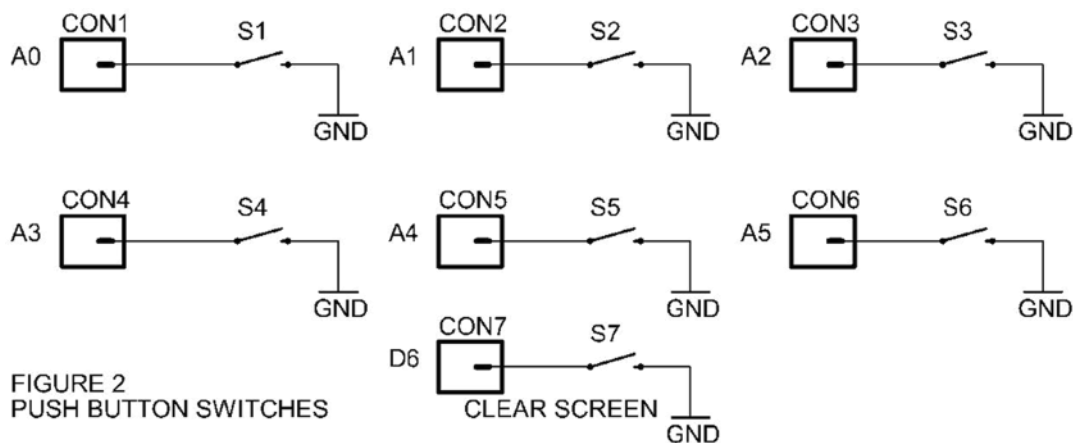 CON1 S1 CON2 S2 CON3 S3
A0 A1 A2
GND GND GND
CON4 S4 CON5 S5 CON6 S6
A3 A4 A5
GND GND GND
CON7 S7
D6
FIGURE 2
PUSH BUTTON SWITCHES CLEAR SCREEN
GND